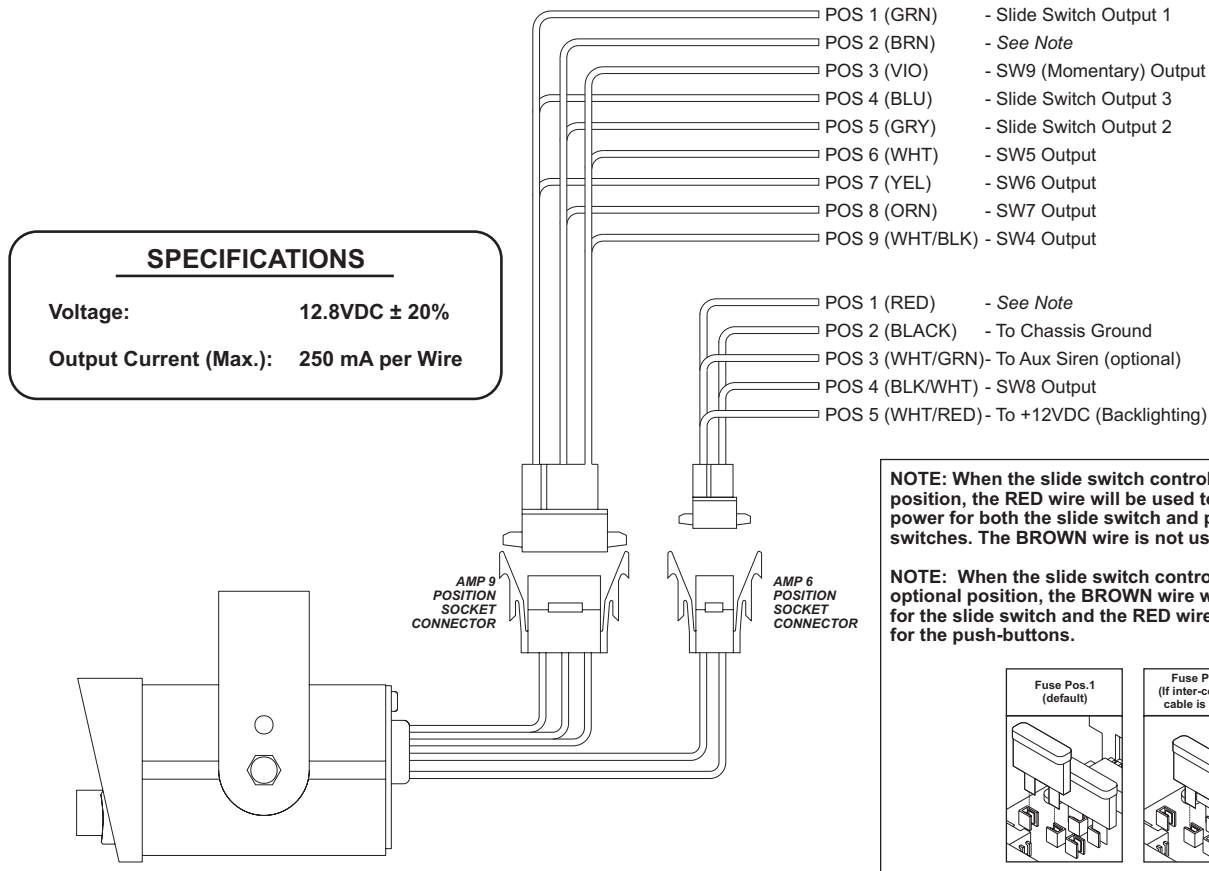 POS 1 (GRN) - Slide Switch Output 1
POS 2 (BRN) - See Note
POS 3 (VIO) - SW9 (Momentary) Output
POS 4 (BLU) - Slide Switch Output 3
POS 5 (GRY) - Slide Switch Output 2
POS 6 (WHT) - SW5 Output
POS 7 (YEL) - SW6 Output
POS 8 (ORN) - SW7 Output
POS 9 (WHT/BLK) - SW4 Output
SPECIFICATIONS
Voltage: 12.8VDC ± 20%
Output Current (Max.): 250 mA per Wire
POS 1 (RED) - See Note
POS 2 (BLACK) - To Chassis Ground
POS 3 (WHT/GRN)- To Aux Siren (optional)
POS 4 (BLK/WHT) - SW8 Output
POS 5 (WHT/RED)- To +12VDC (Backlighting)
AMP 9
POSITION
SOCKET
CONNECTOR
AMP 6
POSITION
SOCKET
CONNECTOR
NOTE: When the slide switch control
position, the RED wire will be used
power for both the slide switch and
switches. The BROWN wire is not
NOTE: When the slide switch
optional position, the BROWN wire
for the slide switch and the RED wire
for the push-buttons.
Fuse Pos.1
(default)
Fuse
(If
cable is